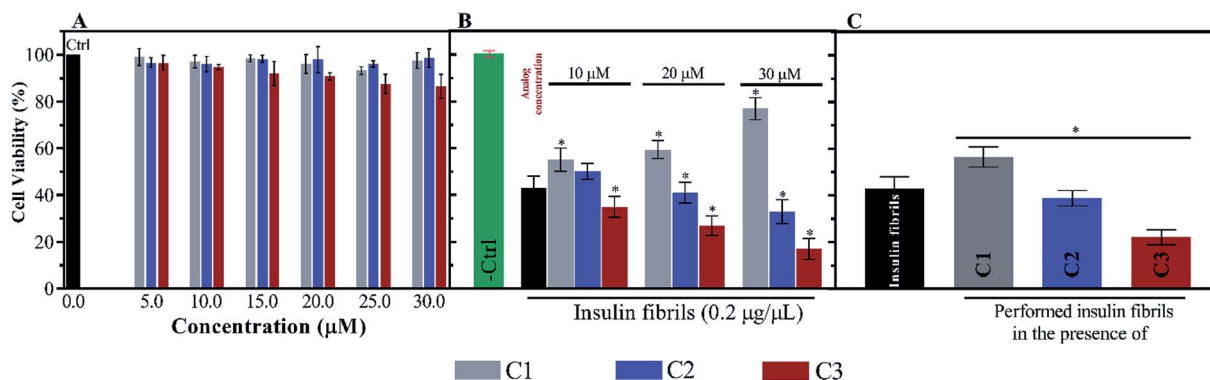 A
Ctrl
Cell Viability (%)
100
80
60
40
20
0
0.0 5.0 10.0 15.0 20.0 25.0 30.0
Concentration (μM)
B
Analog
concentration
10 μM 20 μM 30 μM
* * * * * * * *
-Ctrl
Insulin fibrils (0.2 μg/μL)
C
*
Insulin fibrils
C1
C2
C3
Performed insulin fibrils
in the presence of
C1 C2 C3